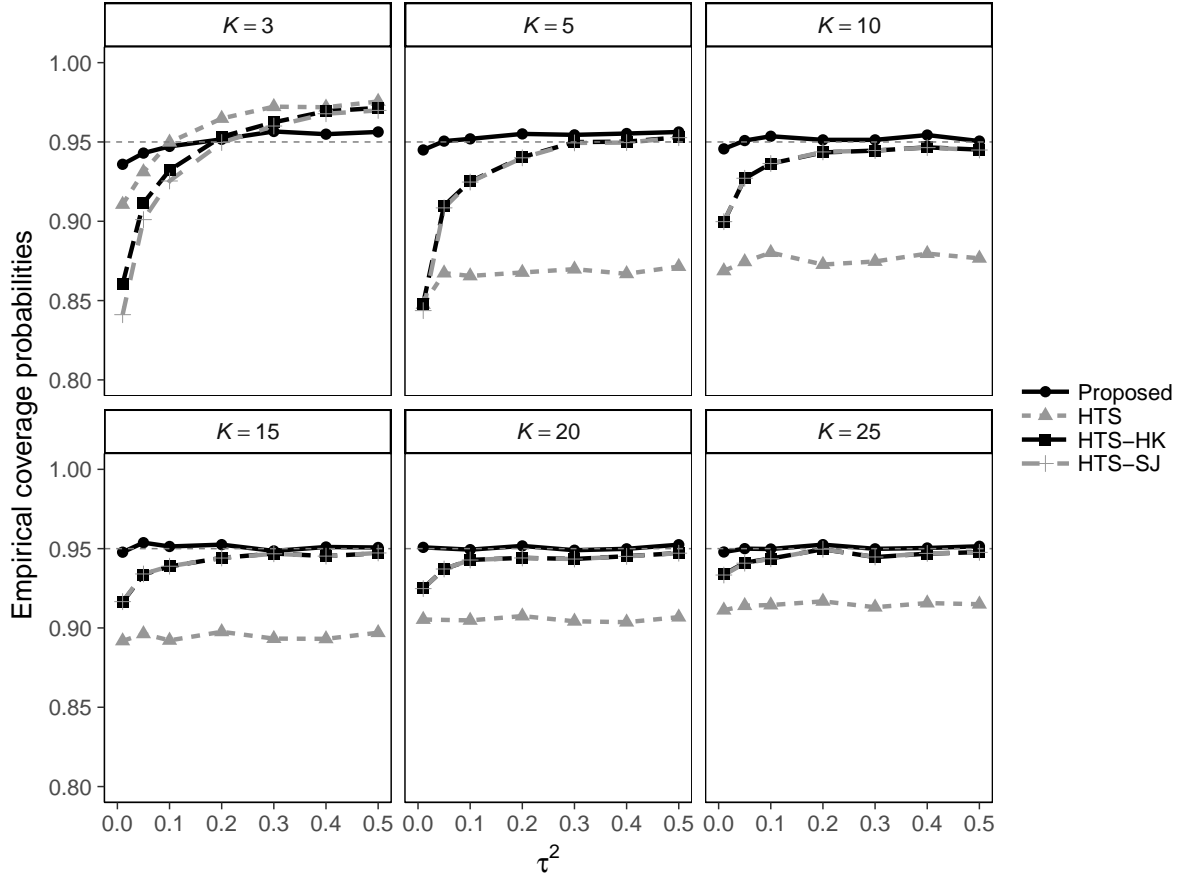 K = 3
K = 5
K = 10
1.00
0.95
0.90
0.85
0.80
K = 15
K = 20
K = 25
1.00
0.95
0.90
0.85
0.80
0.0 0.1 0.2 0.3 0.4 0.5
0.0 0.1 0.2 0.3 0.4 0.5
0.0 0.1 0.2 0.3 0.4 0.5
τ²
Empirical coverage probabilities
Proposed
HTS
HTS−HK
HTS−SJ